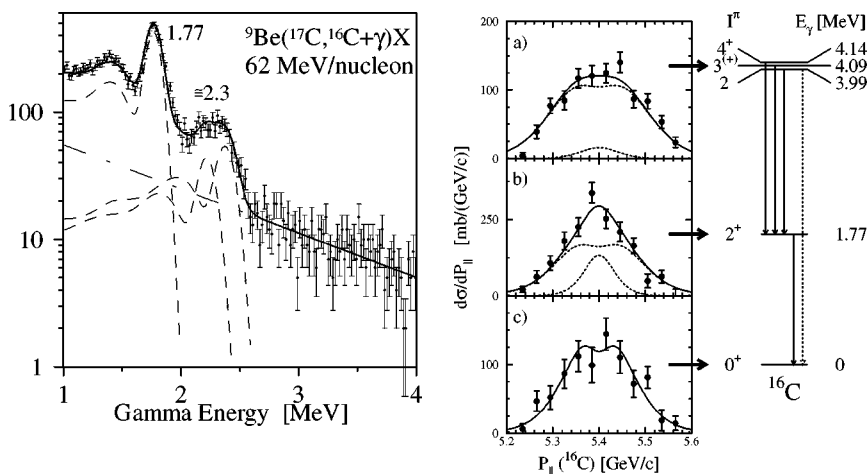 ⁹Be(¹⁷C,¹⁶C+γ)X
62 MeV/nucleon
1.77
≅2.3
100
10
1
1 2 3 4
Gamma Energy [MeV]
dσ/dP∥ [mb/(GeV/c)]
a)
200
150
100
50
0
b)
250
0
c)
100
0
5.2 5.3 5.4 5.5 5.6
P∥ (¹⁶C) [GeV/c]
I^π E_γ [MeV]
4⁺ 4.14
3⁽⁺⁾ 4.09
2 3.99
2⁺ 1.77
0⁺ 0
¹⁶C